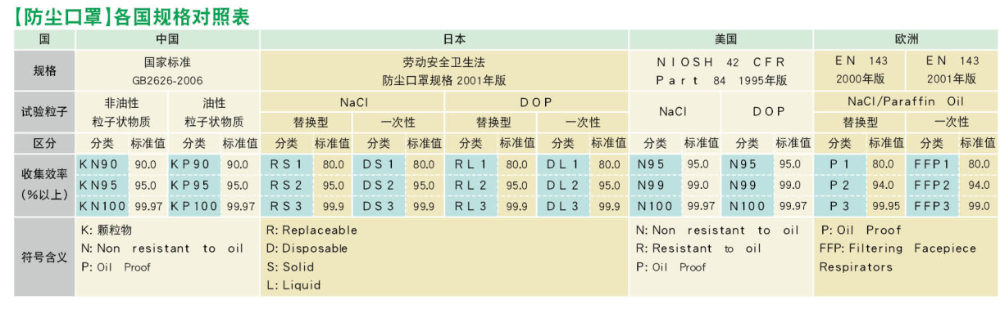 【防尘口罩】各国规格对照表
国 中国 日本 美国 欧洲
规格 国家标准 GB2626-2006 劳动安全卫生法 防尘口罩规格 2001年版 NIOSH 42 CFR Part 84 1995年版 EN 143 2000年版 EN 143 2001年版
试验粒子 非油性 粒子状物质 油性 粒子状物质 NaCl DOP NaCl DOP NaCl/Paraffin Oil
替换型 一次性 替换型 一次性 替换型 一次性
区分 分类 标准值 分类 标准值 分类 标准值 分类 标准值 分类 标准值 分类 标准值 分类 标准值 分类 标准值 分类 标准值 分类 标准值
收集效率 (%以上)
KN90 90.0 KP90 90.0 RS1 80.0 DS1 80.0 RL1 80.0 DL1 80.0 N95 95.0 N95 95.0 P1 80.0 FFP1 80.0
KN95 95.0 KP95 95.0 RS2 95.0 DS2 95.0 RL2 95.0 DL2 95.0 N99 99.0 N99 99.0 P2 94.0 FFP2 94.0
KN100 99.97 KP100 99.97 RS3 99.9 DS3 99.9 RL3 99.9 DL3 99.9 N100 99.97 N100 99.97 P3 99.95 FFP3 99.0
符号含义
K: 颗粒物
N: Non resistant to oil
P: Oil Proof
R: Replaceable
D: Disposable
S: Solid
L: Liquid
N: Non resistant to oil
R: Resistant to oil
P: Oil Proof
P: Oil Proof
FFP: Filtering Facepiece
Respirators